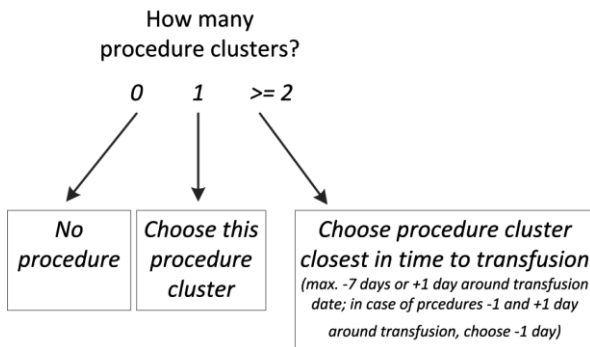 How many
procedure clusters?
0 1 >= 2
No
procedure
Choose this
procedure
cluster
Choose procedure cluster
closest in time to transfusion
(max. -7 days or +1 day around transfusion
date; in case of prcedures -1 and +1 day
around transfusion, choose -1 day)